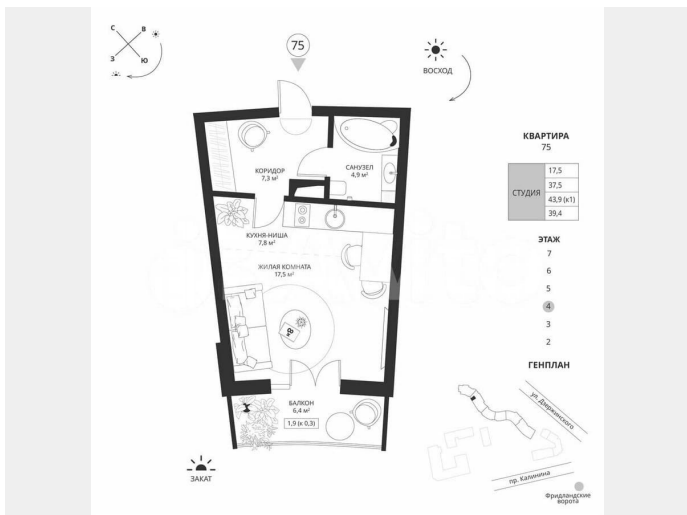 С
В
З
Ю
75
ВОСХОД
КОРИДОР
7,3 м²
САНУЗЕЛ
4,9 м²
КУХНЯ-НИША
7,8 м²
ЖИЛАЯ КОМНАТА
17,5 м²
БАЛКОН
6,4 м²
1,9 (к 0,3)
ЗАКАТ
КВАРТИРА
75
СТУДИЯ
17,5
37,5
43,9 (к1)
39,4
ЭТАЖ
7
6
5
4
3
2
ГЕНПЛАН
ул. Дзержинского
пр. Калинина
Фридландские
ворота